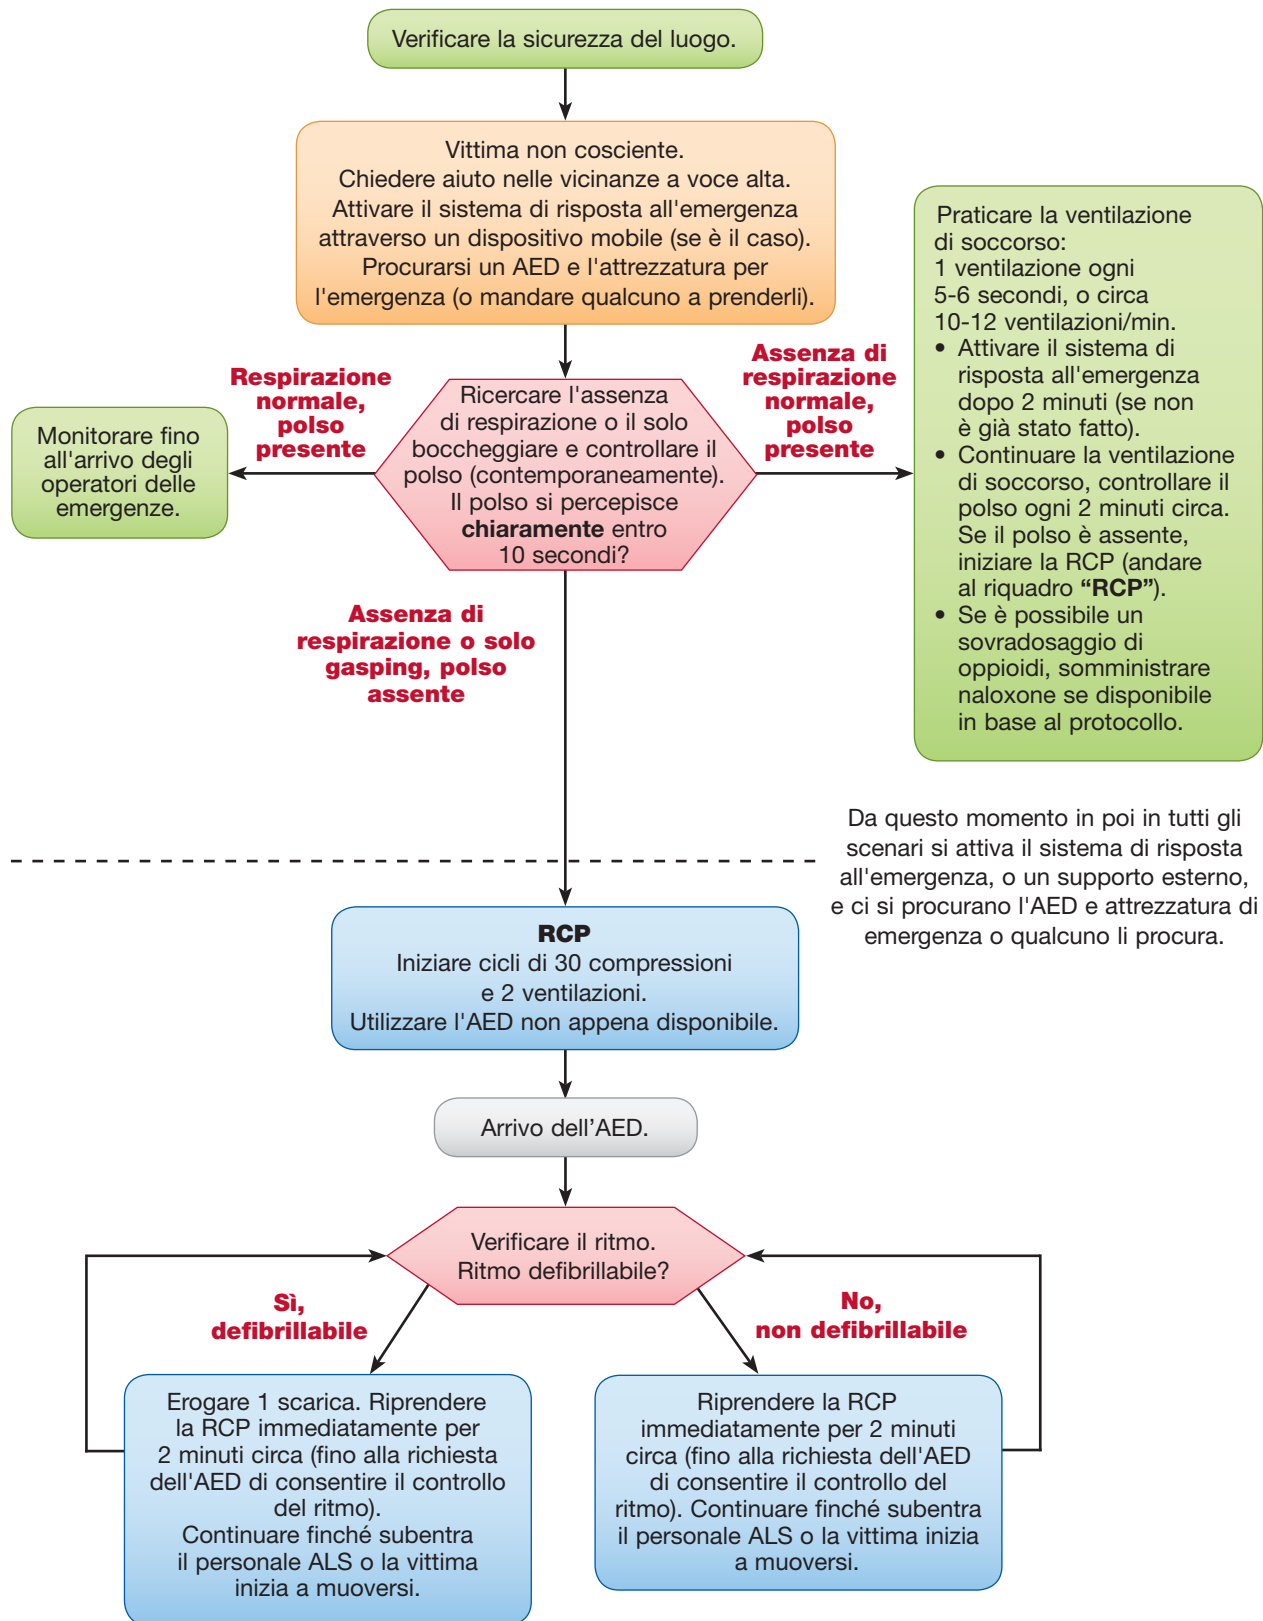 Verificare la sicurezza del luogo.
Vittima non cosciente.
Chiedere aiuto nelle vicinanze a voce alta.
Attivare il sistema di risposta all'emergenza
attraverso un dispositivo mobile (se è il caso).
Procurarsi un AED e l'attrezzatura per
l'emergenza (o mandare qualcuno a prenderli).
Respirazione
normale,
polso
presente
Monitorare fino
all'arrivo degli
operatori delle
emergenze.
Ricercare l'assenza
di respirazione o il solo
boccheggiare e controllare il
polso (contemporaneamente).
Il polso si percepisce
chiaramente entro
10 secondi?
Assenza di
respirazione
normale,
polso
presente
Praticare la ventilazione
di soccorso:
1 ventilazione ogni
5-6 secondi, o circa
10-12 ventilazioni/min.
• Attivare il sistema di
risposta all'emergenza
dopo 2 minuti (se non
è già stato fatto).
• Continuare la ventilazione
di soccorso, controllare il
polso ogni 2 minuti circa.
Se il polso è assente,
iniziare la RCP (andare
al riquadro “RCP”).
• Se è possibile un
sovradosaggio di
oppioidi, somministrare
naloxone se disponibile
in base al protocollo.
Assenza di
respirazione o solo
gasping, polso
assente
Da questo momento in poi in tutti gli
scenari si attiva il sistema di risposta
all'emergenza, o un supporto esterno,
e ci si procurano l'AED e attrezzatura di
emergenza o qualcuno li procura.
RCP
Iniziare cicli di 30 compressioni
e 2 ventilazioni.
Utilizzare l'AED non appena disponibile.
Arrivo dell’AED.
Verificare il ritmo.
Ritmo defibrillabile?
Sì,
defibrillabile
No,
non defibrillabile
Erogare 1 scarica. Riprendere
la RCP immediatamente per
2 minuti circa (fino alla richiesta
dell'AED di consentire il controllo
del ritmo).
Continuare finché subentra
il personale ALS o la vittima
inizia a muoversi.
Riprendere la RCP
immediatamente per 2 minuti
circa (fino alla richiesta dell'AED
di consentire il controllo del
ritmo). Continuare finché subentra
il personale ALS o la vittima inizia
a muoversi.